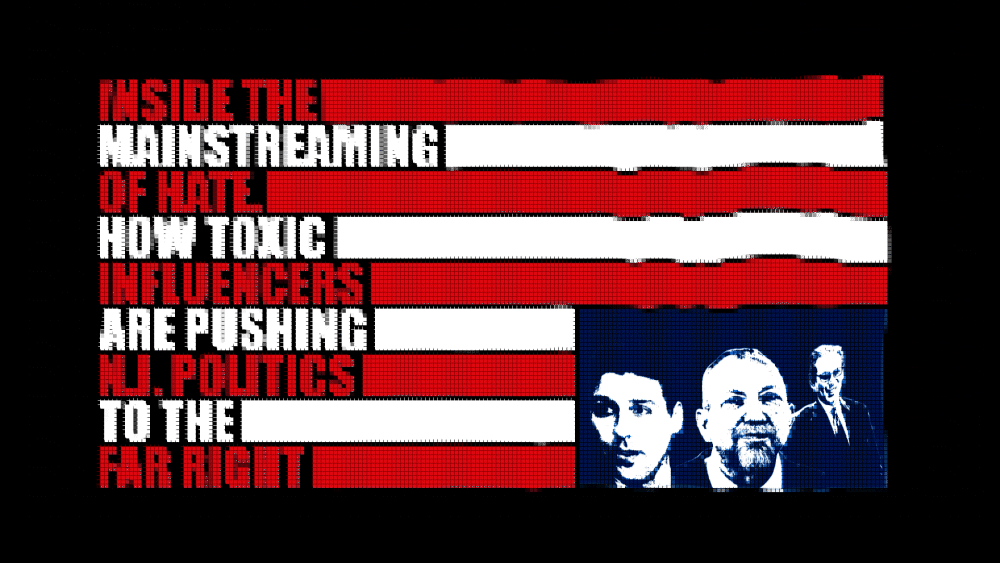 INSIDE THE
MAINSTREAMING
OF HATE.
HOW TOXIC
INFLUENCERS
ARE PUSHING
N.J. POLITICS
TO THE
FAR RIGHT